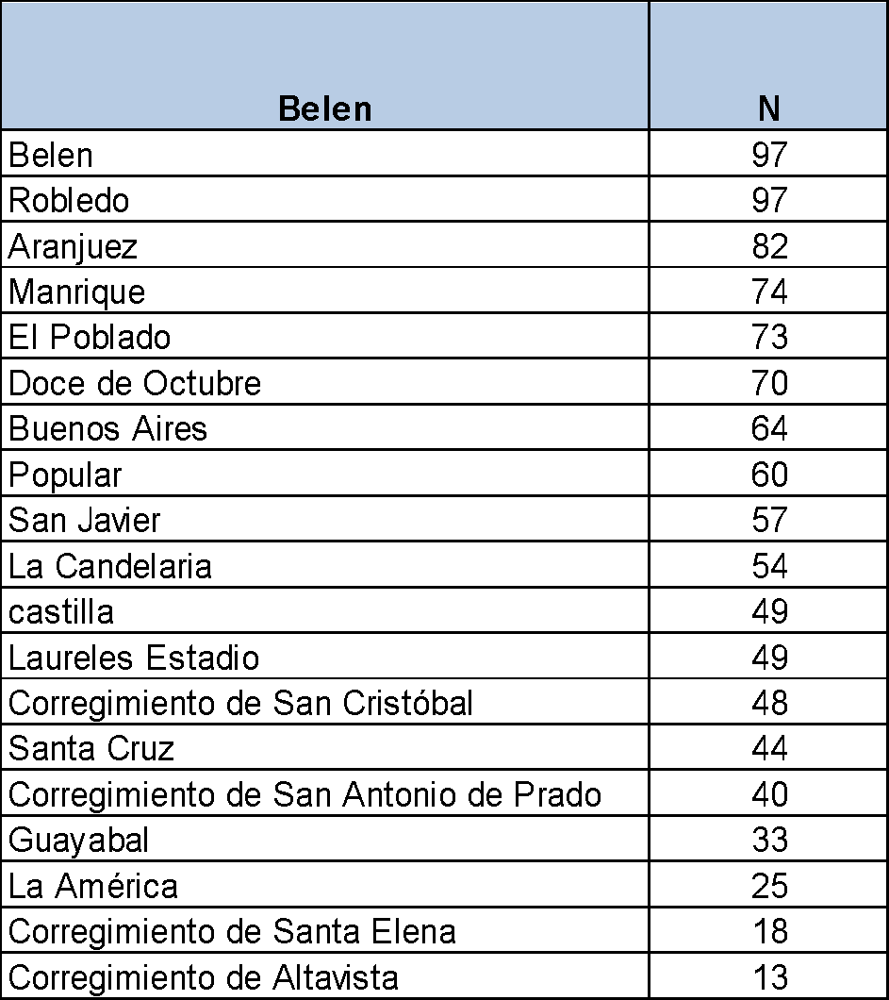 Belen N
Belen 97
Robledo 97
Aranjuez 82
Manrique 74
El Poblado 73
Doce de Octubre 70
Buenos Aires 64
Popular 60
San Javier 57
La Candelaria 54
castilla 49
Laureles Estadio 49
Corregimiento de San Cristóbal 48
Santa Cruz 44
Corregimiento de San Antonio de Prado 40
Guayabal 33
La América 25
Corregimiento de Santa Elena 18
Corregimiento de Altavista 13